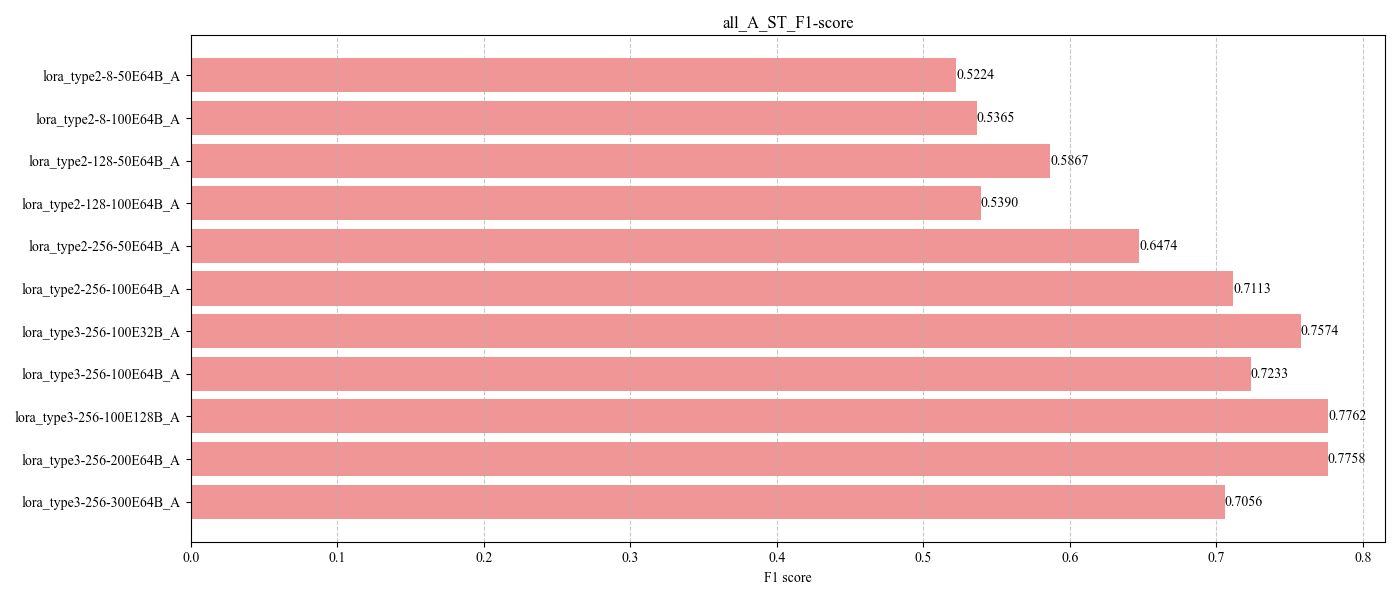 all_A_ST_F1-score
lora_type2-8-50E64B_A 0.5224
lora_type2-8-100E64B_A 0.5365
lora_type2-128-50E64B_A 0.5867
lora_type2-128-100E64B_A 0.5390
lora_type2-256-50E64B_A 0.6474
lora_type2-256-100E64B_A 0.7113
lora_type3-256-100E32B_A 0.7574
lora_type3-256-100E64B_A 0.7233
lora_type3-256-100E128B_A 0.7762
lora_type3-256-200E64B_A 0.7758
lora_type3-256-300E64B_A 0.7056
0.0 0.1 0.2 0.3 0.4 0.5 0.6 0.7 0.8
F1 score